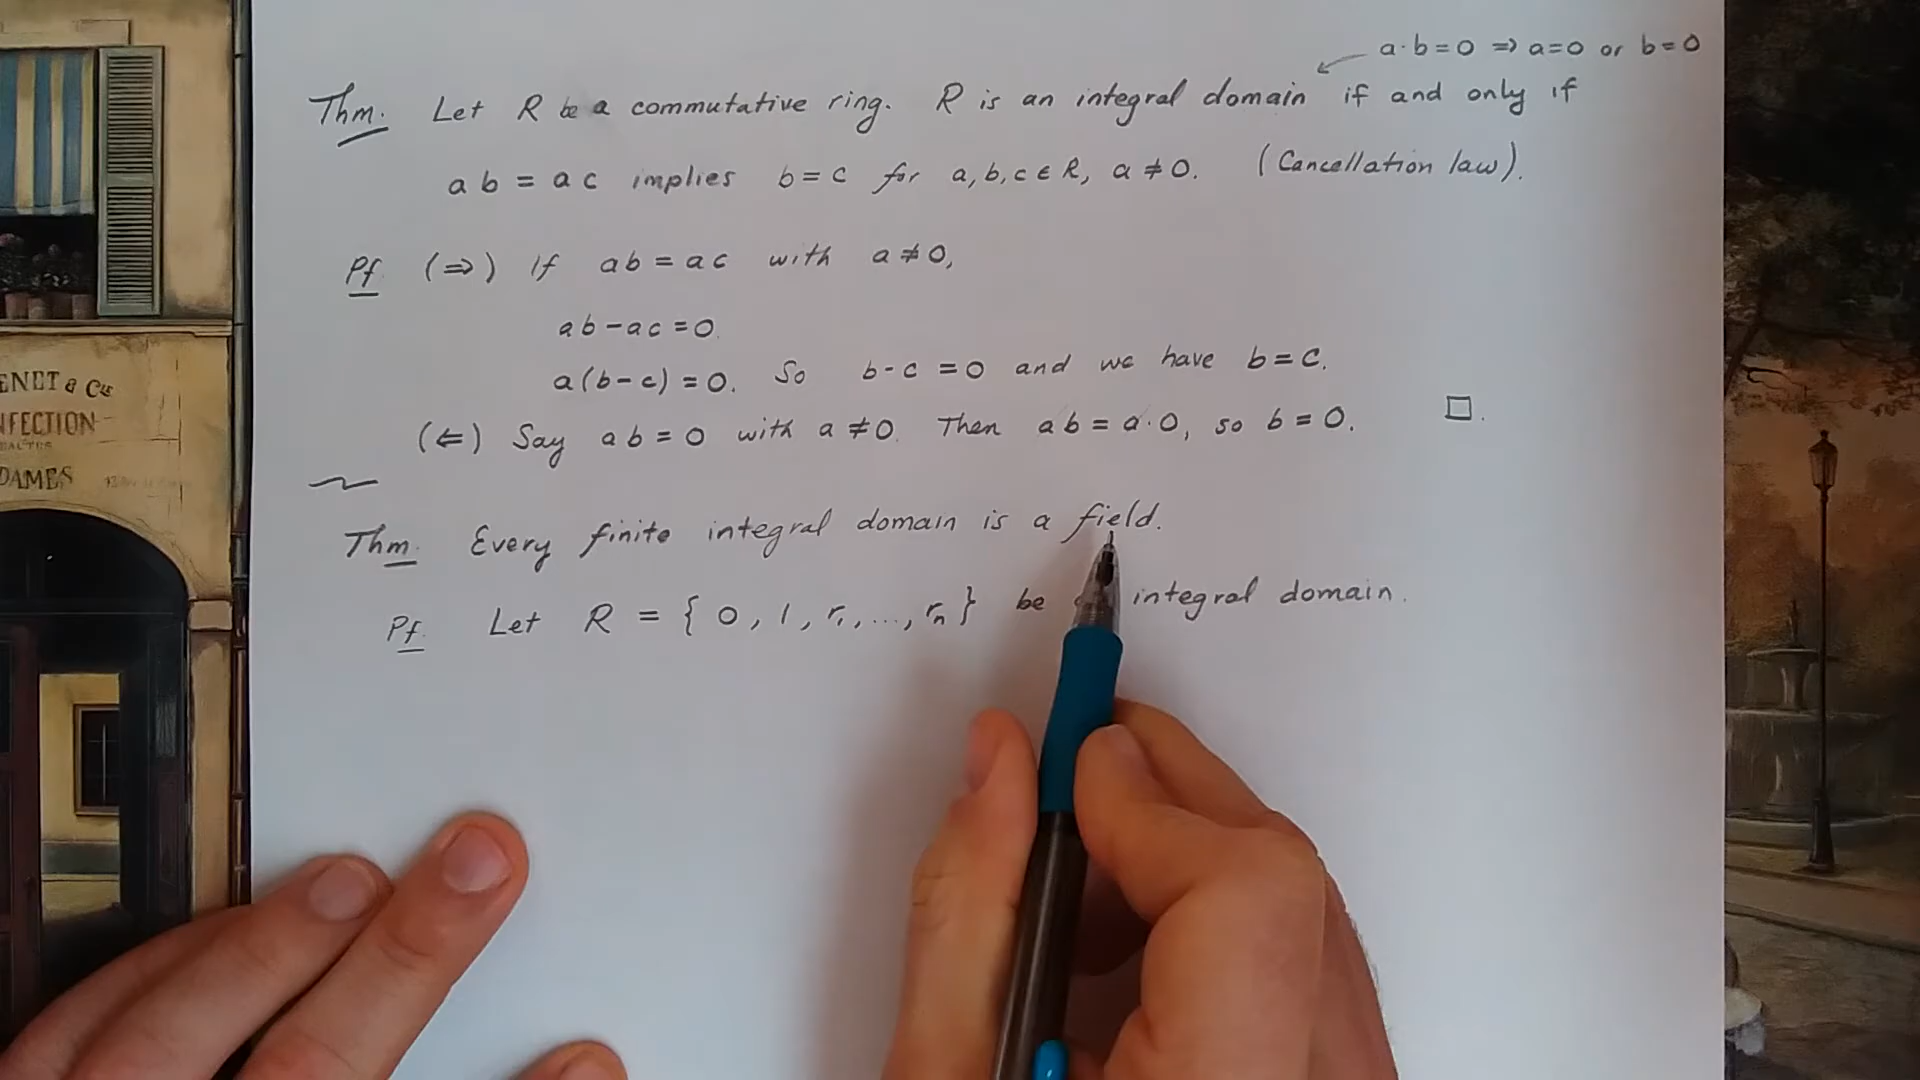 a·b=0 ⇒ a=0 or b=0
Thm. Let R be a commutative ring. R is an integral domain if and only if
ab = ac implies b=c for a,b,c ∈ R, a≠0. (Cancellation law).
Pf (⇒) If ab = ac with a≠0,
ab-ac=0.
a(b-c)=0. So b-c=0 and we have b=c.
(⇐) Say ab=0 with a≠0. Then ab=a·0, so b=0. □.
Thm. Every finite integral domain is a field.
Pf. Let R = {0, 1, r₁, ..., rₙ} be integral domain.
ENET & Cie
NFECTION
DAMES